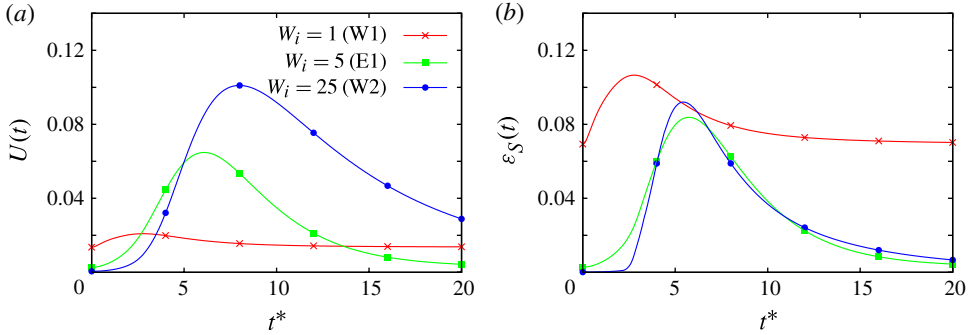 (a)
0.12
0.08
0.04
0
5
10
15
20
U(t)
t*
W_i = 1 (W1)
W_i = 5 (E1)
W_i = 25 (W2)
(b)
0.12
0.08
0.04
0
5
10
15
20
ε_S(t)
t*